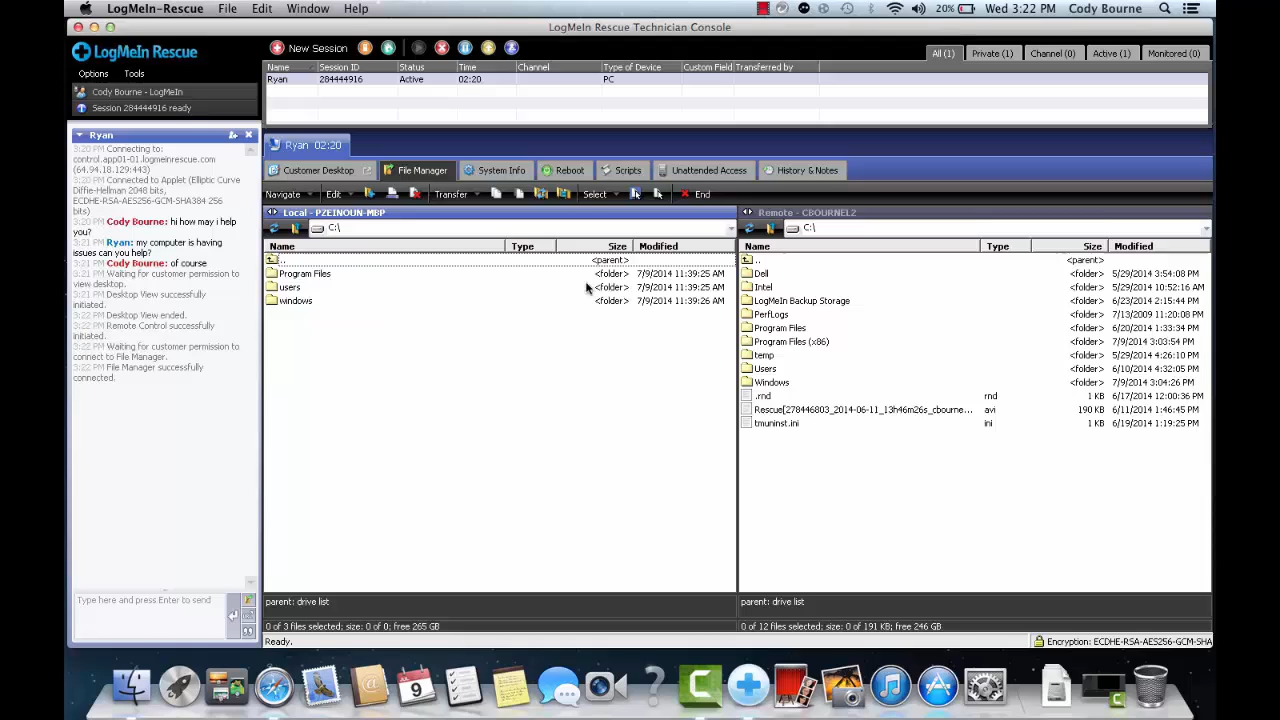 LogMeIn-Rescue File Edit Window Help 20% Wed 3:22 PM Cody Bourne
LogMeIn Rescue Technician Console
LogMeIn Rescue
New Session
All (1) Private (1) Channel (0) Active (1) Monitored (0)
Options Tools
Name Session ID Status Time Channel Type of Device Custom Field Transferred by
Ryan 284444916 Active 02:20 PC
Cody Bourne - LogMeIn
Session 284444916 ready
Ryan
3:20 PM Connecting to:
control.app01-01.logmeinrescue.com
(64.94.18.129:443)
3:20 PM Connected to Applet (Elliptic Curve
Diffie-Hellman 2048 bits,
ECDHE-RSA-AES256-GCM-SHA384 256
bits)
3:20 PM Cody Bourne: hi how may i help
you?
3:21 PM Ryan: my computer is having
issues can you help?
3:21 PM Cody Bourne: of course
3:21 PM Waiting for customer permission to
view desktop.
3:21 PM Desktop View successfully
initiated.
3:22 PM Desktop View ended.
3:22 PM Remote Control successfully
initiated.
3:22 PM Waiting for customer permission to
connect to File Manager.
3:22 PM File Manager successfully
connected.
Type here and press Enter to send
Ryan 02:20
Customer Desktop File Manager System Info Reboot Scripts Unattended Access History & Notes
Navigate Edit Transfer Select End
Local - PZEINOUN-MBP
C:\
Name Type Size Modified
.. <parent>
Program Files <folder> 7/9/2014 11:39:25 AM
users <folder> 7/9/2014 11:39:25 AM
windows <folder> 7/9/2014 11:39:26 AM
parent: drive list
0 of 3 files selected; size: 0 of 0; free 265 GB
Remote - CBOURNEL2
C:\
Name Type Size Modified
.. <parent>
Dell <folder> 5/29/2014 3:54:08 PM
Intel <folder> 5/29/2014 10:52:16 AM
LogMeIn Backup Storage <folder> 6/23/2014 2:15:44 PM
PerfLogs <folder> 7/13/2009 11:20:08 PM
Program Files <folder> 6/20/2014 1:33:34 PM
Program Files (x86) <folder> 7/9/2014 3:03:54 PM
temp <folder> 5/29/2014 4:26:10 PM
Users <folder> 6/10/2014 4:32:05 PM
Windows <folder> 7/9/2014 3:04:26 PM
.rnd rnd 1 KB 6/17/2014 12:00:36 PM
Rescue[278446803_2014-06-11_13h46m26s_cbourne... avi 190 KB 6/11/2014 1:46:45 PM
tmuninst.ini ini 1 KB 6/19/2014 1:19:25 PM
parent: drive list
0 of 12 files selected; size: 0 of 191 KB; free 246 GB
Ready. Encryption: ECDHE-RSA-AES256-GCM-SHA
JUL
9